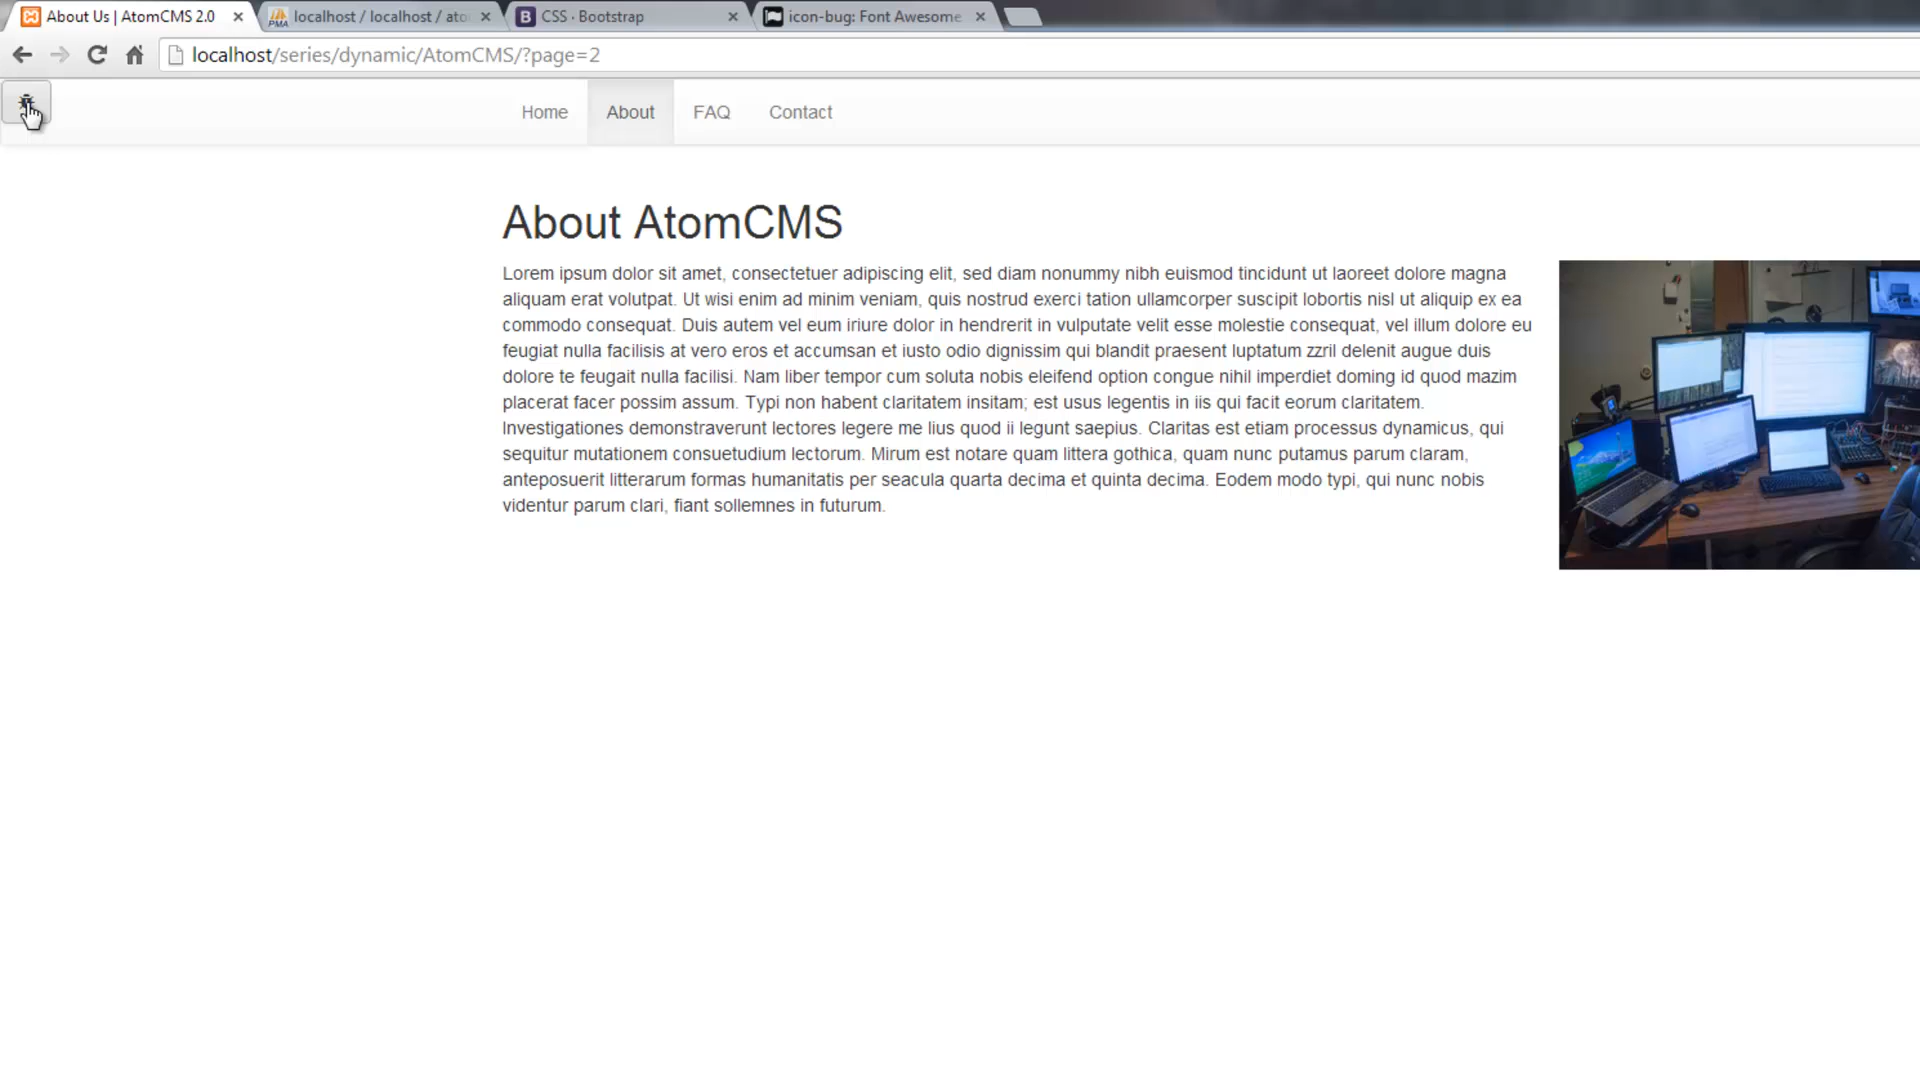 About Us | AtomCMS 2.0
localhost / localhost / ato
CSS · Bootstrap
icon-bug: Font Awesome
localhost/series/dynamic/AtomCMS/?page=2
Home
About
FAQ
Contact
About AtomCMS
Lorem ipsum dolor sit amet, consectetuer adipiscing elit, sed diam nonummy nibh euismod tincidunt ut laoreet dolore magna
aliquam erat volutpat. Ut wisi enim ad minim veniam, quis nostrud exerci tation ullamcorper suscipit lobortis nisl ut aliquip ex ea
commodo consequat. Duis autem vel eum iriure dolor in hendrerit in vulputate velit esse molestie consequat, vel illum dolore eu
feugiat nulla facilisis at vero eros et accumsan et iusto odio dignissim qui blandit praesent luptatum zzril delenit augue duis
dolore te feugait nulla facilisi. Nam liber tempor cum soluta nobis eleifend option congue nihil imperdiet doming id quod mazim
placerat facer possim assum. Typi non habent claritatem insitam; est usus legentis in iis qui facit eorum claritatem.
Investigationes demonstraverunt lectores legere me lius quod ii legunt saepius. Claritas est etiam processus dynamicus, qui
sequitur mutationem consuetudium lectorum. Mirum est notare quam littera gothica, quam nunc putamus parum claram,
anteposuerit litterarum formas humanitatis per seacula quarta decima et quinta decima. Eodem modo typi, qui nunc nobis
videntur parum clari, fiant sollemnes in futurum.